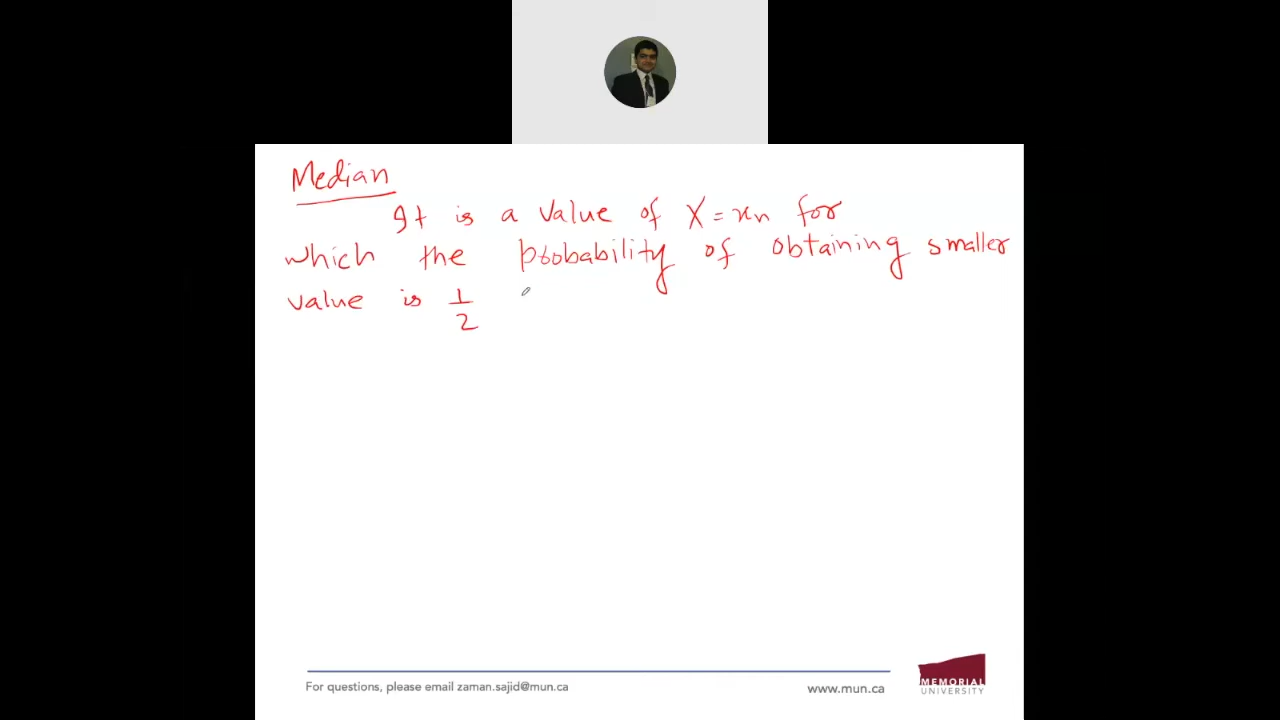 Median
It is a value of X = xn for
which the probability of obtaining smaller
value is 1/2
For questions, please email zaman.sajid@mun.ca
www.mun.ca
MEMORIAL
UNIVERSITY